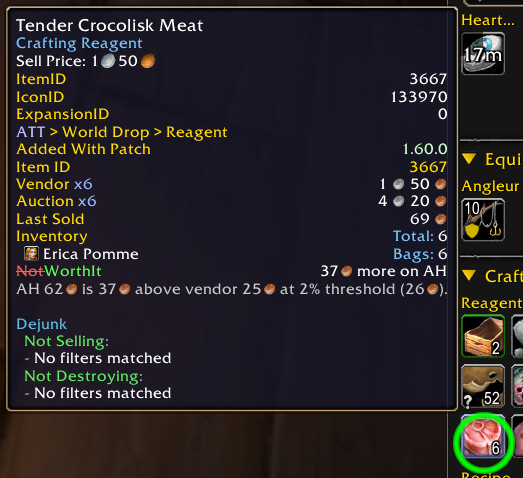 Tender Crocolisk Meat
Crafting Reagent
Sell Price: 1 50
ItemID 3667
IconID 133970
ExpansionID 0
ATT > World Drop > Reagent
Added With Patch 1.60.0
Item ID 3667
Vendor x6 1 50
Auction x6 4 20
Last Sold 69
Inventory Total: 6
Erica Pomme Bags: 6
NotWorthIt 37 more on AH
AH 62 is 37 above vendor 25 at 2% threshold (26).
Dejunk
Not Selling:
- No filters matched
Not Destroying:
- No filters matched
Heart...
17m
Equi
Angleur
10
Craf
Reagent
2
? 52
6